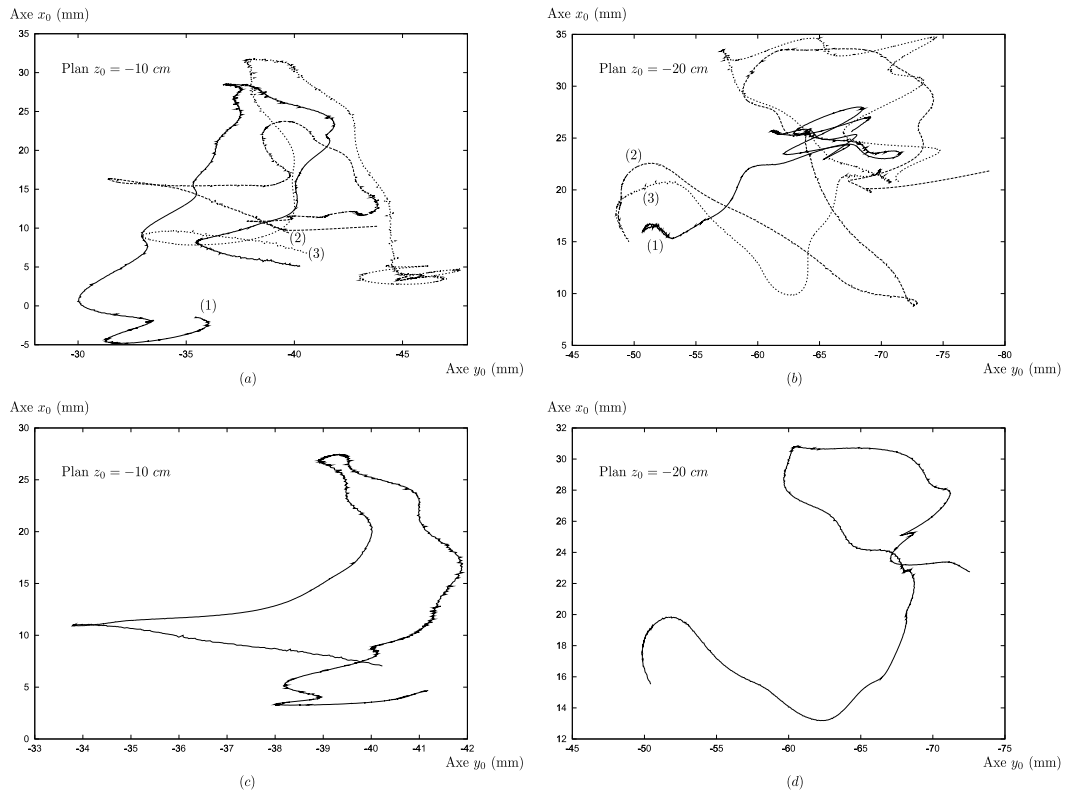 Axe x₀ (mm)
35
30
25
20
15
10
5
0
-5
Plan z₀ = −10 cm
(1)
(2)
(3)
-30 -35 -40 -45
Axe y₀ (mm)
(a)
Axe x₀ (mm)
35
30
25
20
15
10
5
Plan z₀ = −20 cm
(2)
(3)
(1)
-45 -50 -55 -60 -65 -70 -75 -80
Axe y₀ (mm)
(b)
Axe x₀ (mm)
30
25
20
15
10
5
0
Plan z₀ = −10 cm
-33 -34 -35 -36 -37 -38 -39 -40 -41 -42
Axe y₀ (mm)
(c)
Axe x₀ (mm)
32
30
28
26
24
22
20
18
16
14
12
Plan z₀ = −20 cm
-45 -50 -55 -60 -65 -70 -75
Axe y₀ (mm)
(d)